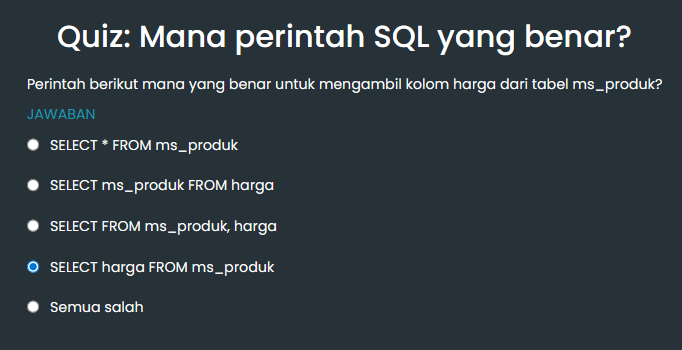 Quiz: Mana perintah SQL yang benar?
Perintah berikut mana yang benar untuk mengambil kolom harga dari tabel ms_produk?
JAWABAN
SELECT * FROM ms_produk
SELECT ms_produk FROM harga
SELECT FROM ms_produk, harga
SELECT harga FROM ms_produk
Semua salah